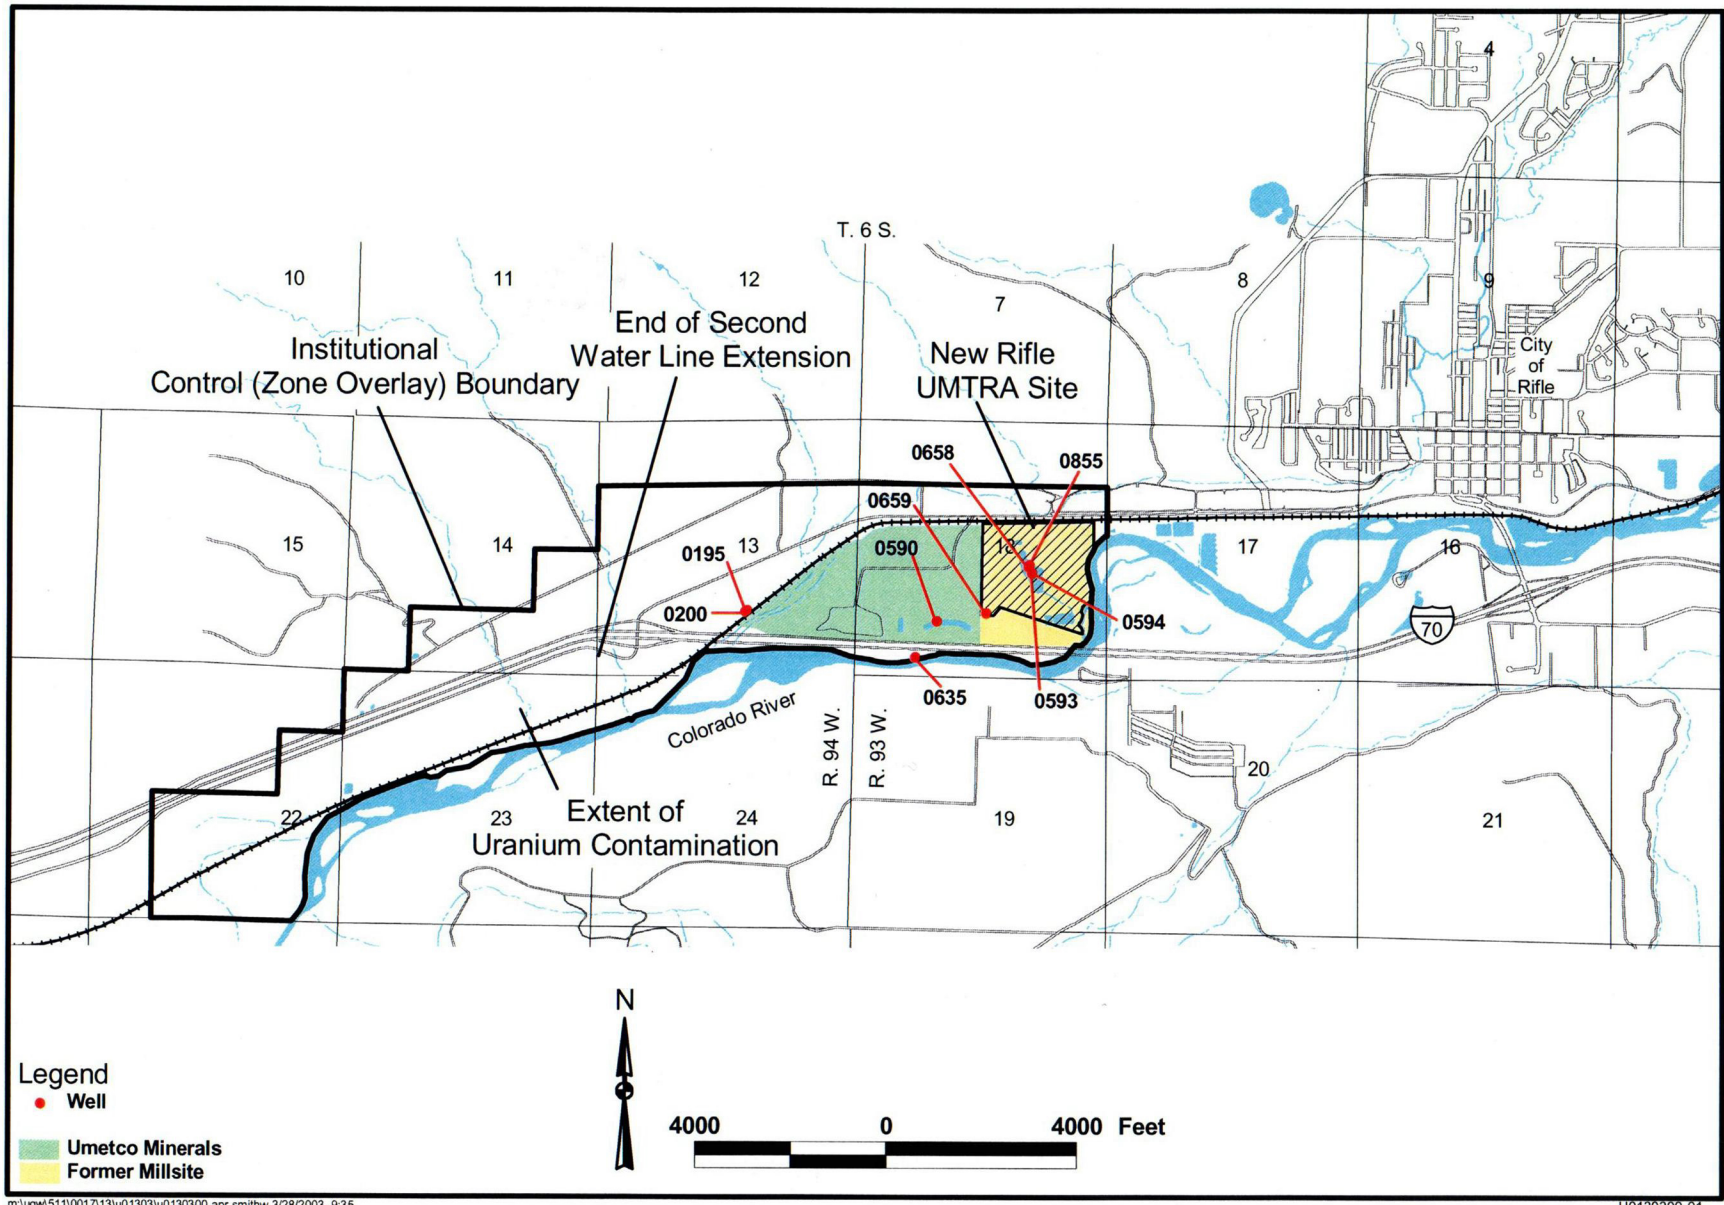 4
T. 6 S.
10
11
12
7
8
9
End of Second
Water Line Extension
Institutional
Control (Zone Overlay) Boundary
New Rifle
UMTRA Site
City
of
Rifle
0658
0855
0659
15
14
0195
13
0590
18
17
16
0200
0594
70
0635
0593
Colorado River
R. 94 W.
R. 93 W.
20
22
23
Extent of
Uranium Contamination
24
19
21
N
Legend
Well
Umetco Minerals
Former Millsite
4000
0
4000 Feet